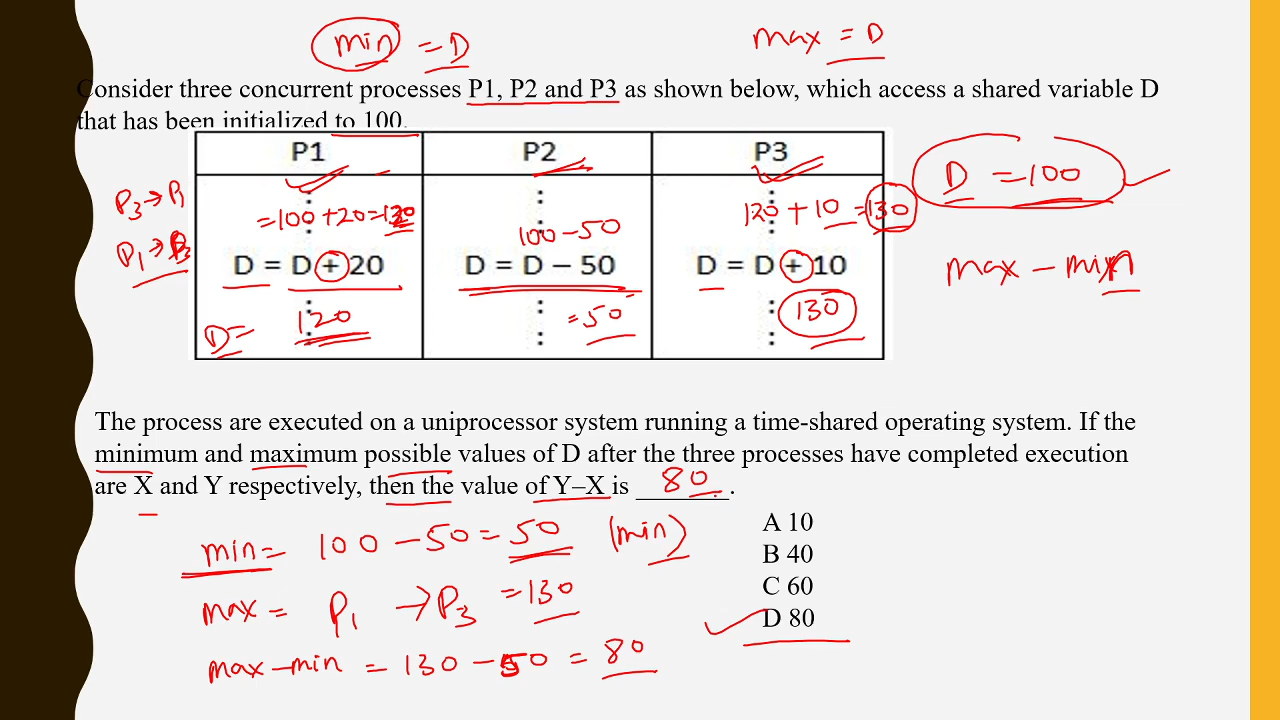 min = D
max = D
Consider three concurrent processes P1, P2 and P3 as shown below, which access a shared variable D
that has been initialized to 100.
P1 P2 P3
D = 100
P3 → P1
= 100 + 20 = 120
100 - 50
120 + 10 = 130
P1 →
D = D + 20 D = D – 50 D = D + 10
max - min
D = 120
= 50
130
The process are executed on a uniprocessor system running a time-shared operating system. If the
minimum and maximum possible values of D after the three processes have completed execution
are X and Y respectively, then the value of Y–X is 80.
A 10
B 40
C 60
D 80
min = 100 - 50 = 50 (min)
max = P1 → P3 = 130
max - min = 130 - 50 = 80